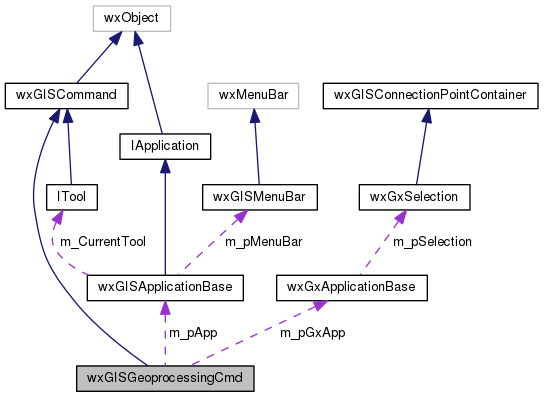 wxObject
wxGISCommand
wxMenuBar
wxGISConnectionPointContainer
IApplication
ITool
wxGISMenuBar
wxGxSelection
m_CurrentTool
m_pMenuBar
m_pSelection
wxGISApplicationBase
wxGxApplicationBase
m_pApp
m_pGxApp
wxGISGeoprocessingCmd